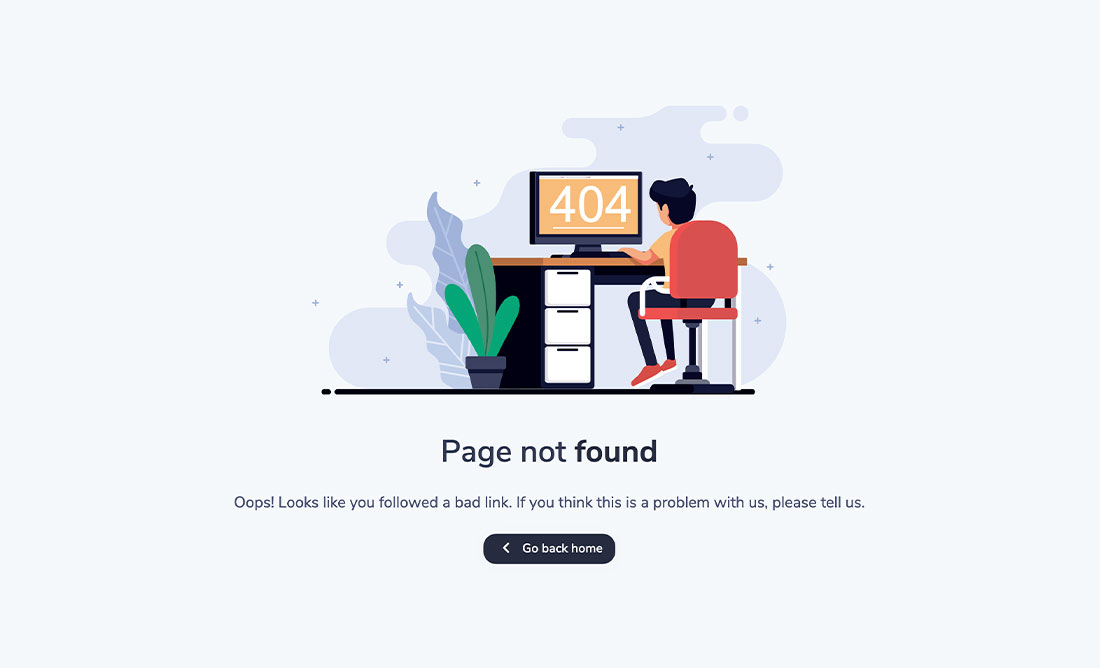 404
Page not found
Oops! Looks like you followed a bad link. If you think this is a problem with us, please tell us.
Go back home